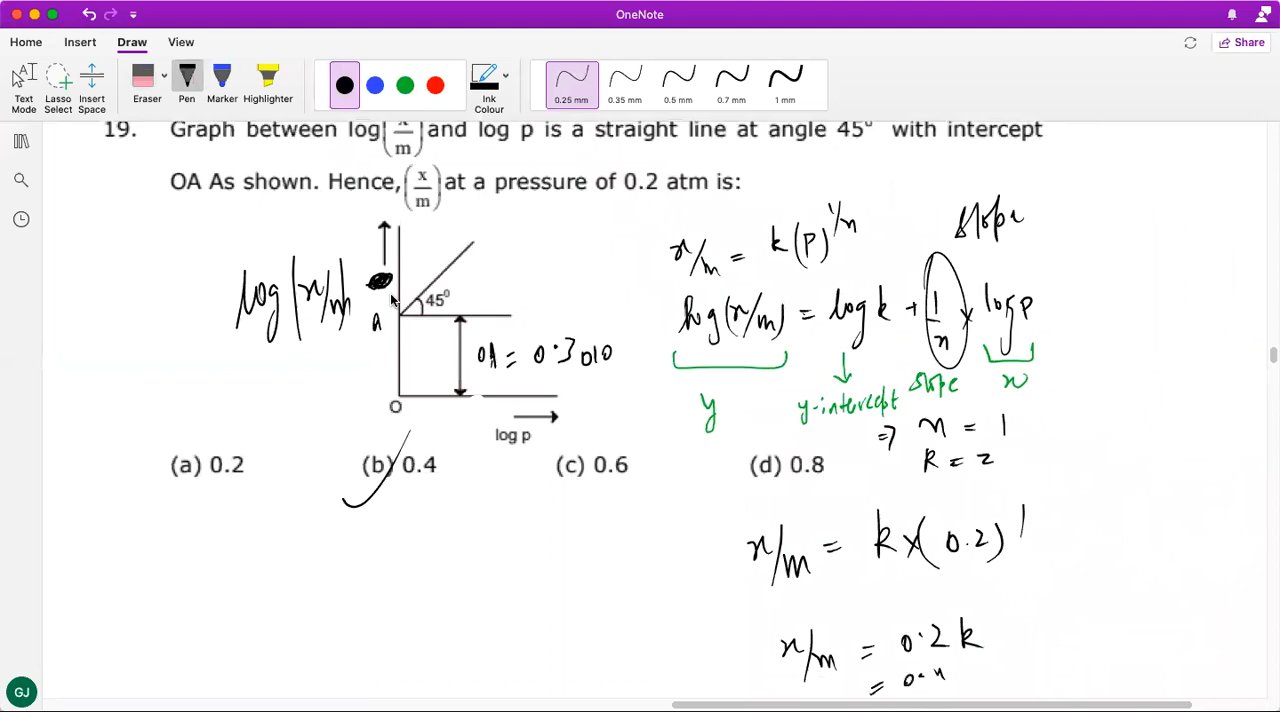 OneNote
Home Insert Draw View
Share
Text Mode
Lasso Select
Insert Space
Eraser
Pen
Marker
Highlighter
Ink Colour
0.25 mm
0.35 mm
0.5 mm
0.7 mm
1 mm
19. Graph between log(x/m) and log p is a straight line at angle 45° with intercept
OA As shown. Hence, (x/m) at a pressure of 0.2 atm is:
slope
x/m = k(p)^1/n
log(x/m)
45°
A
OA = 0.3010
O
log p
log(x/m) = log k + 1/n × log p
y
y-intercept
slope
x
⇒ n = 1
k = 2
(a) 0.2 (b) 0.4 (c) 0.6 (d) 0.8
x/m = k×(0.2)^1
x/m = 0.2 k
= 0.4
GJ